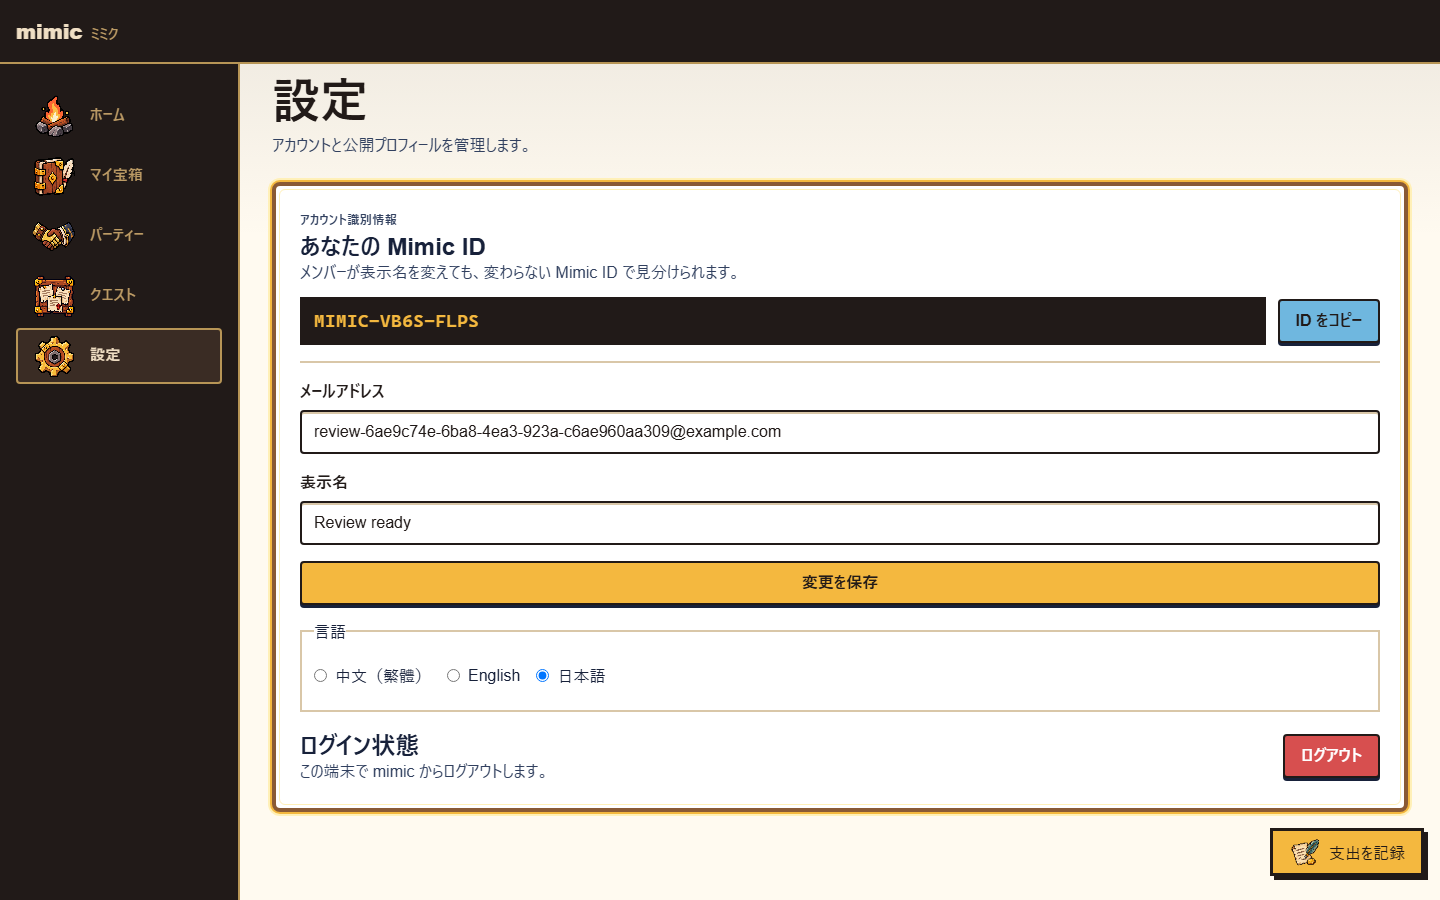 mimic ミミク
ホーム
マイ宝箱
パーティー
クエスト
設定
設定
アカウントと公開プロフィールを管理します。
アカウント識別情報
あなたの Mimic ID
メンバーが表示名を変えても、変わらない Mimic ID で見分けられます。
MIMIC-VB6S-FLPS
ID をコピー
メールアドレス
review-6ae9c74e-6ba8-4ea3-923a-c6ae960aa309@example.com
表示名
Review ready
変更を保存
言語
中文（繁體） English 日本語
ログイン状態
この端末で mimic からログアウトします。
ログアウト
支出を記録